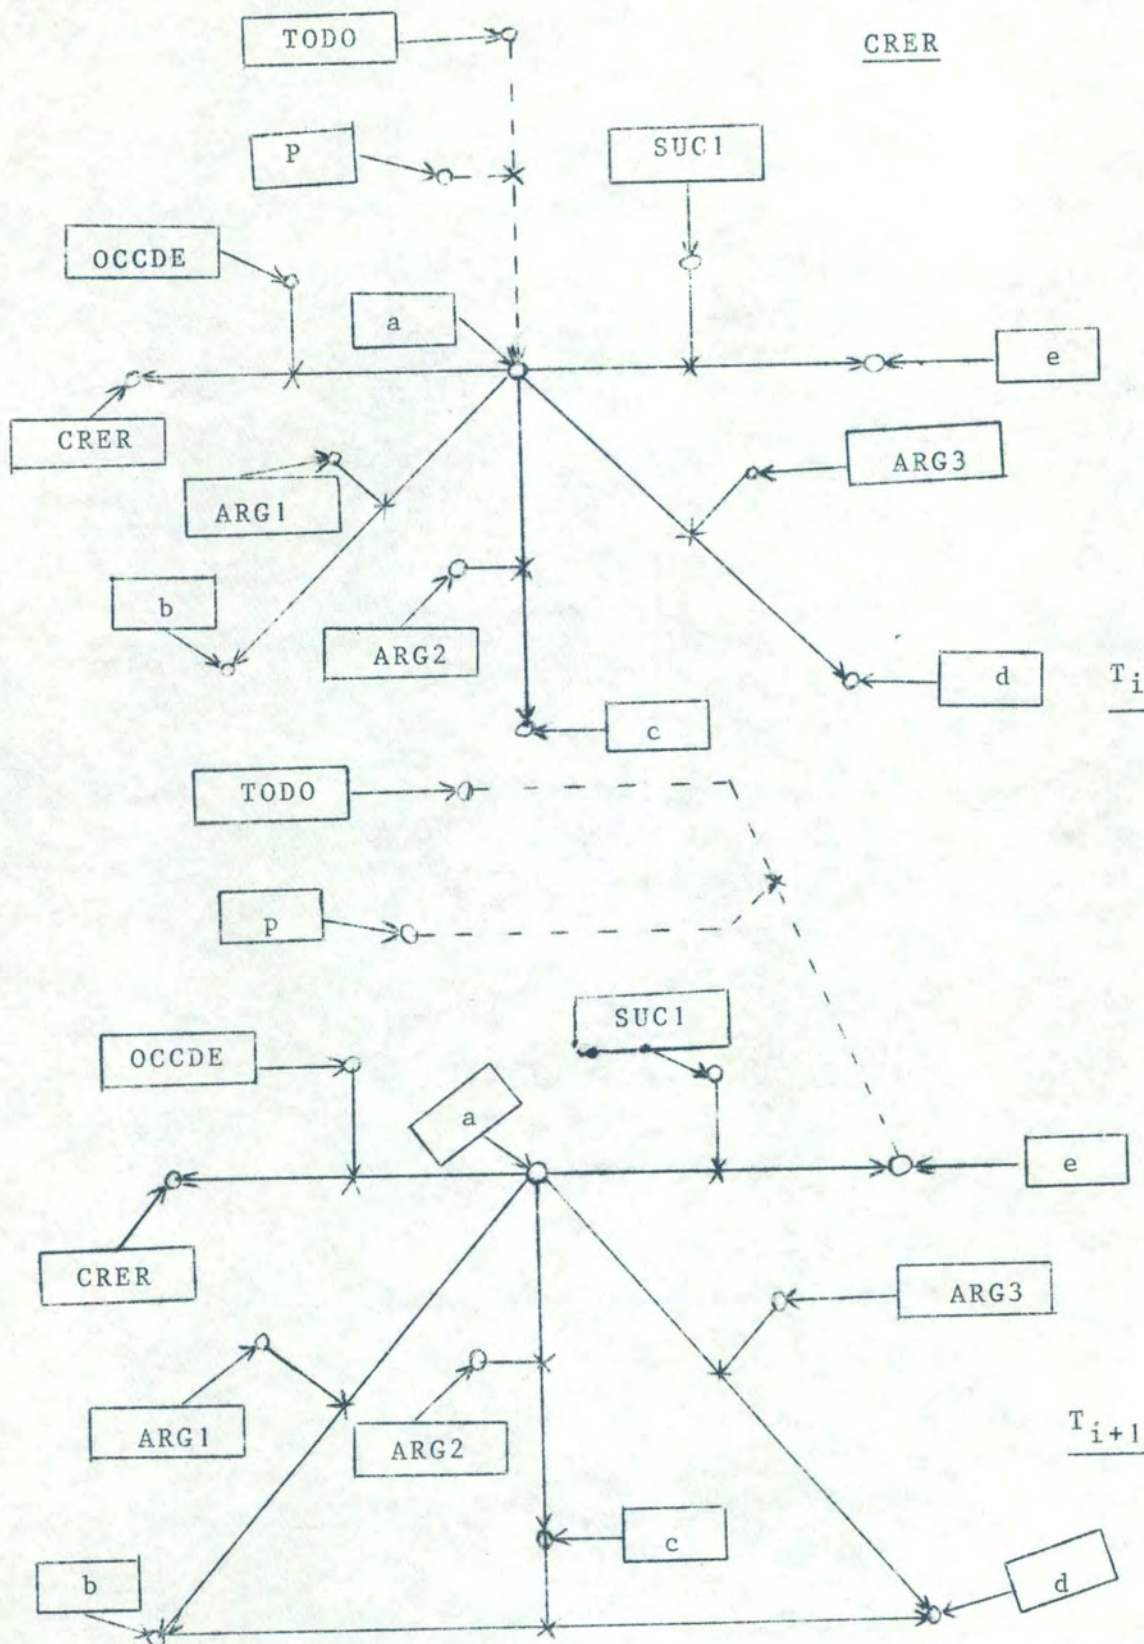 TODO
CRER
P
SUC1
OCCDE
a
e
CRER
ARG1
ARG3
b
ARG2
d
T i
c
TODO
p
SUC1
OCCDE
a
e
CRER
ARG3
ARG1
ARG2
T i+1
c
b
d